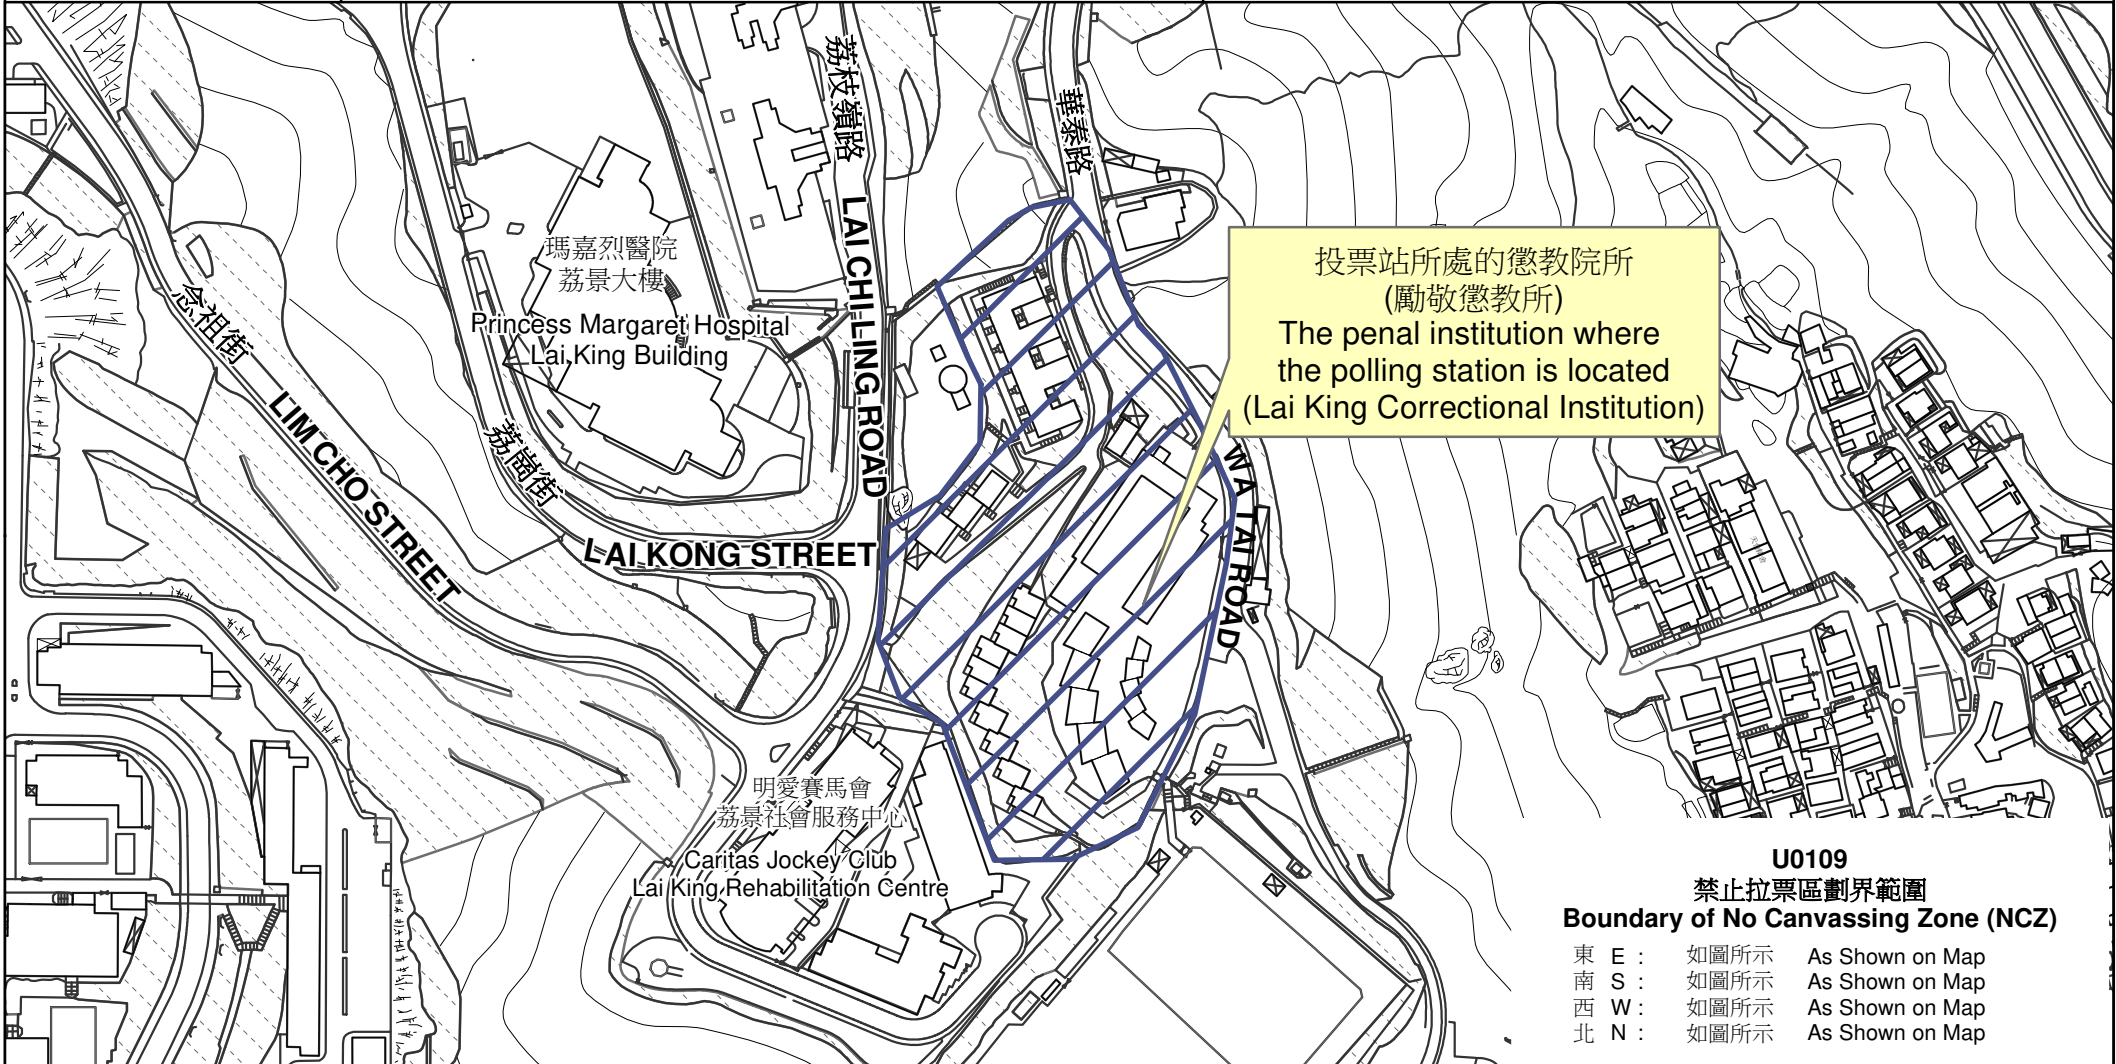 荔枝嶺路
LAI CHI LING ROAD
華泰路
WA TAI ROAD
瑪嘉烈醫院
荔景大樓
Princess Margaret Hospital
Lai King Building
念祖街
LIM CHO STREET
荔崗街
LAI KONG STREET
投票站所處的懲教院所
(勵敬懲教所)
The penal institution where
the polling station is located
(Lai King Correctional Institution)
明愛賽馬會
荔景社會服務中心
Caritas Jockey Club
Lai King Rehabilitation Centre
U0109
禁止拉票區劃界範圍
Boundary of No Canvassing Zone (NCZ)
東 E : 如圖所示 As Shown on Map
南 S : 如圖所示 As Shown on Map
西 W : 如圖所示 As Shown on Map
北 N : 如圖所示 As Shown on Map